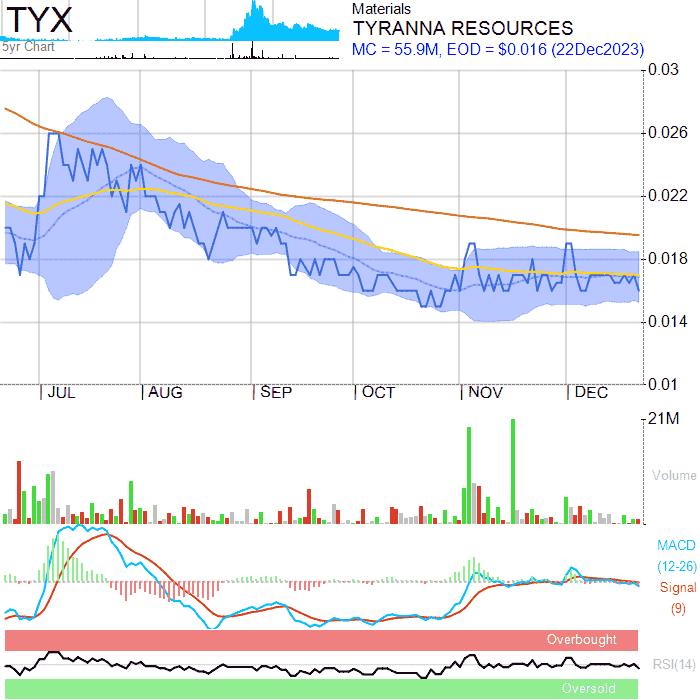 TYX
5yr Chart
Materials
TYRANNA RESOURCES
MC = 55.9M, EOD = $0.016 (22Dec2023)
0.03
0.026
0.022
0.018
0.014
0.01
JUL AUG SEP OCT NOV DEC
21M
Volume
MACD
(12-26)
Signal
(9)
Overbought
RSI(14)
Oversold